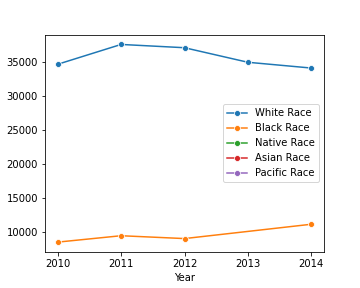 35000
30000
25000
20000
15000
10000
White Race
Black Race
Native Race
Asian Race
Pacific Race
2010 2011 2012 2013 2014
Year